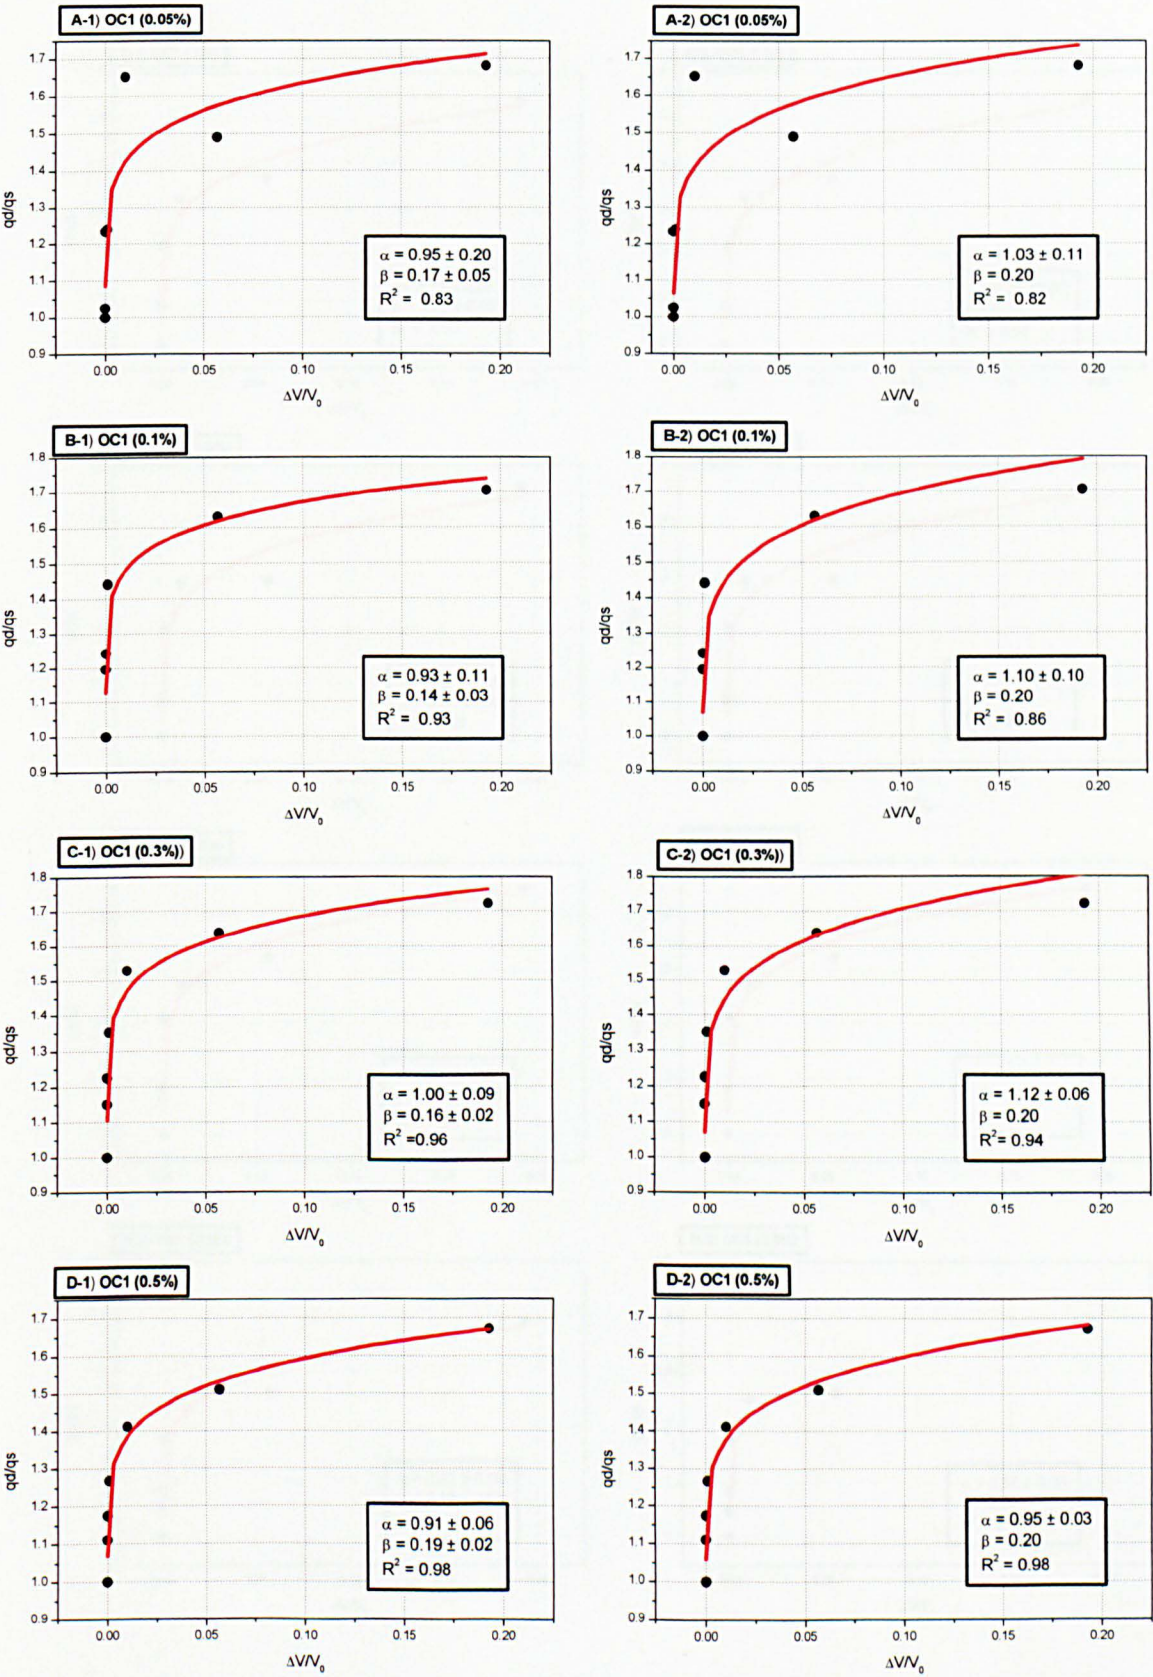 A-1) OC1 (0.05%)
1.7
1.6
1.5
1.4
1.3
1.2
1.1
1.0
0.9
qd/qs
α = 0.95 ± 0.20
β = 0.17 ± 0.05
R² = 0.83
0.00 0.05 0.10 0.15 0.20
ΔV/V₀
A-2) OC1 (0.05%)
1.7
1.6
1.5
1.4
1.3
1.2
1.1
1.0
0.9
qd/qs
α = 1.03 ± 0.11
β = 0.20
R² = 0.82
0.00 0.05 0.10 0.15 0.20
ΔV/V₀
B-1) OC1 (0.1%)
1.8
1.7
1.6
1.5
1.4
1.3
1.2
1.1
1.0
0.9
qd/qs
α = 0.93 ± 0.11
β = 0.14 ± 0.03
R² = 0.93
0.00 0.05 0.10 0.15 0.20
ΔV/V₀
B-2) OC1 (0.1%)
1.8
1.7
1.6
1.5
1.4
1.3
1.2
1.1
1.0
0.9
qd/qs
α = 1.10 ± 0.10
β = 0.20
R² = 0.86
0.00 0.05 0.10 0.15 0.20
ΔV/V₀
C-1) OC1 (0.3%))
1.8
1.7
1.6
1.5
1.4
1.3
1.2
1.1
1.0
0.9
qd/qs
α = 1.00 ± 0.09
β = 0.16 ± 0.02
R² =0.96
0.00 0.05 0.10 0.15 0.20
ΔV/V₀
C-2) OC1 (0.3%))
1.8
1.7
1.6
1.5
1.4
1.3
1.2
1.1
1.0
0.9
qd/qs
α = 1.12 ± 0.06
β = 0.20
R²= 0.94
0.00 0.05 0.10 0.15 0.20
ΔV/V₀
D-1) OC1 (0.5%)
1.7
1.6
1.5
1.4
1.3
1.2
1.1
1.0
0.9
qd/qs
α = 0.91 ± 0.06
β = 0.19 ± 0.02
R² = 0.98
0.00 0.05 0.10 0.15 0.20
ΔV/V₀
D-2) OC1 (0.5%)
1.7
1.6
1.5
1.4
1.3
1.2
1.1
1.0
0.9
qd/qs
α = 0.95 ± 0.03
β = 0.20
R² = 0.98
0.00 0.05 0.10 0.15 0.20
ΔV/V₀